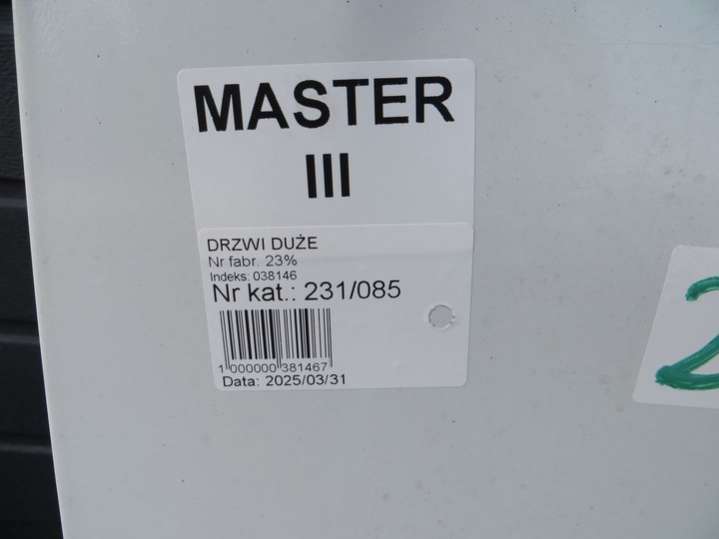 MASTER
III
DRZWI DUŻE
Nr fabr. 23%
Indeks: 038146
Nr kat.: 231/085
1 000000 381467
Data: 2025/03/31
2